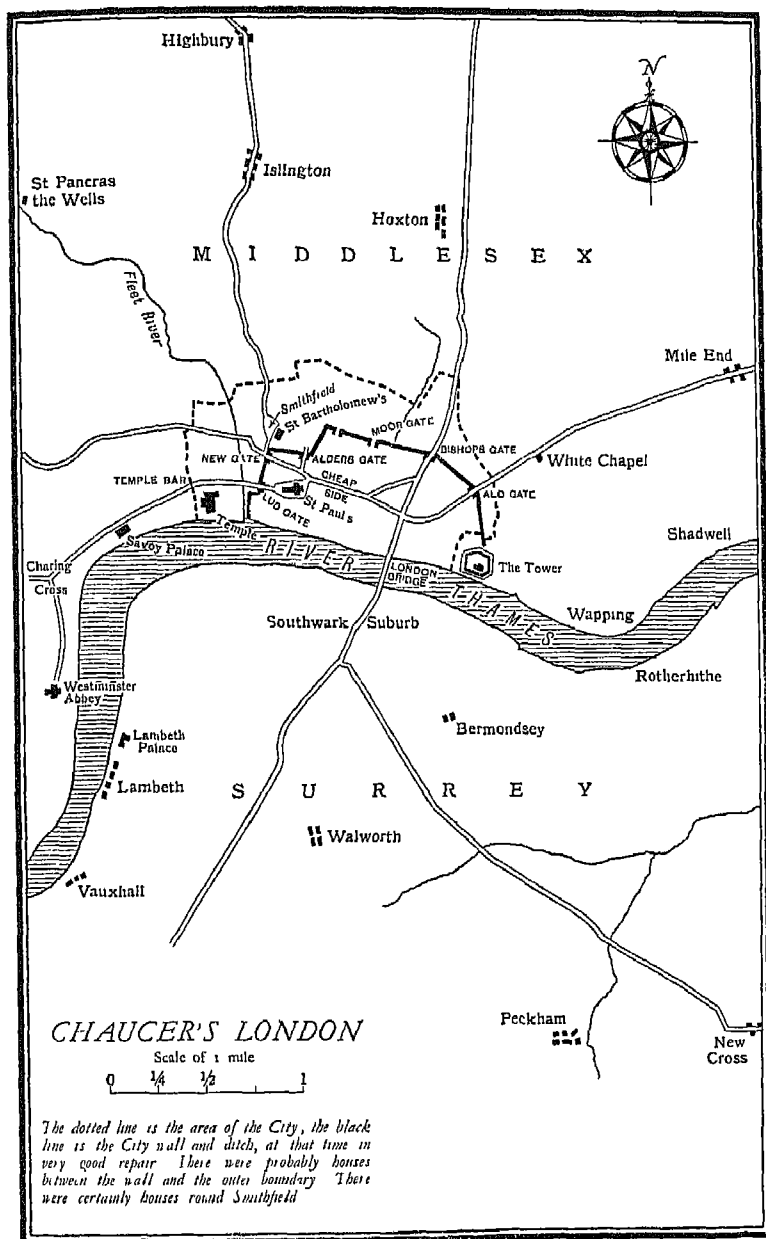 Highbury
N
Islington
St Pancras
the Wells
Hoxton
MIDDLESEX
Fleet River
Mile End
Smithfield
St Bartholomew's
MOOR GATE
NEW GATE
ALDERS GATE
BISHOPS GATE
White Chapel
TEMPLE BAR
CHEAP
SIDE
ALD GATE
LUD GATE
St Paul's
Temple
Savoy Palace
Shadwell
RIVER THAMES
LONDON
BRIDGE
The Tower
Charing
Cross
Wapping
Southwark Suburb
Rotherhithe
Westminster
Abbey
Bermondsey
Lambeth
Palace
Lambeth
SURREY
Walworth
Vauxhall
Peckham
New
Cross
CHAUCER'S LONDON
Scale of 1 mile
0 1/4 1/2 1
The dotted line is the area of the City, the black
line is the City wall and ditch, at that time in
very good repair There were probably houses
between the wall and the outer boundary There
were certainly houses round Smithfield